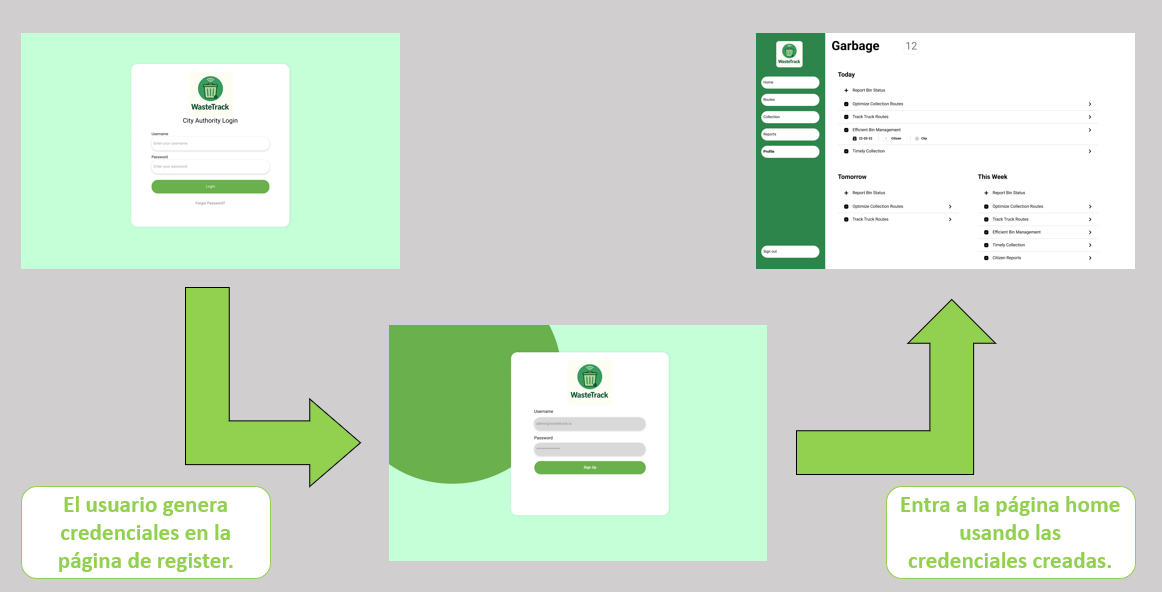 WasteTrack
City Authority Login
Username
Enter your username
Password
Enter your password
Login
Forgot Password?
WasteTrack
Home
Routes
Collection
Reports
Profile
Sign out
Garbage 12
Today
Report Bin Status
Optimize Collection Routes
Track Truck Routes
Efficient Bin Management
22-03-23 Citizen City
Timely Collection
Tomorrow
Report Bin Status
Optimize Collection Routes
Track Truck Routes
This Week
Report Bin Status
Optimize Collection Routes
Track Truck Routes
Efficient Bin Management
Timely Collection
Citizen Reports
WasteTrack
Username
Password
Sign Up
El usuario genera
credenciales en la
página de register.
Entra a la página home
usando las
credenciales creadas.